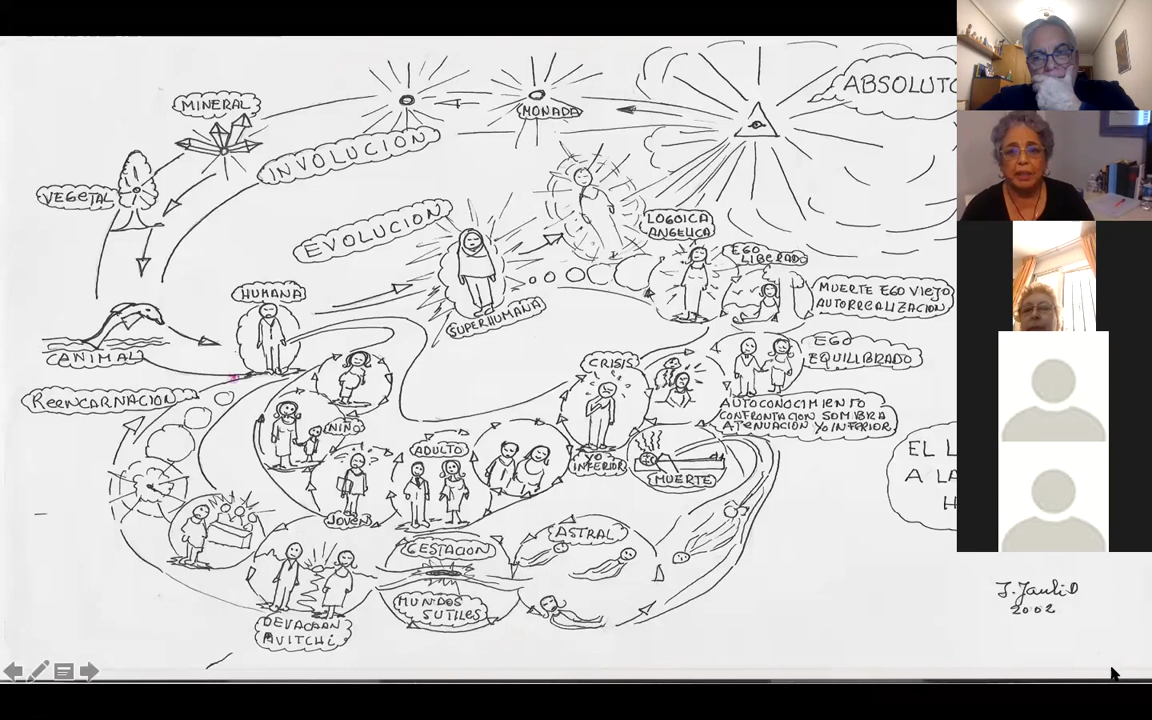 ABSOLUTO
MINERAL
MONADA
INVOLUCION
VEGETAL
EVOLUCION
LOGOICA
ANGELICA
EGO
LIBERADO
MUERTE EGO VIEJO
AUTORREALIZACION
HUMANA
SUPERHUMANA
ANIMAL
EGO
EQUILIBRADO
CRISIS
REENCARNACION
AUTOCONOCIMIENTO
CONFRONTACION SOMBRA
ATENUACION YO INFERIOR
NIÑO
ADULTO
YO
INFERIOR
MUERTE
EL L
A LA
H
JOVEN
GESTACION
ASTRAL
MUNDOS
SUTILES
DEVACHAN
AVITCHI
2002